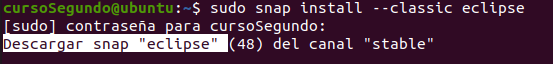 cursoSegundo@ubuntu:~$ sudo snap install --classic eclipse
[sudo] contraseña para cursoSegundo:
Descargar snap "eclipse" (48) del canal "stable"